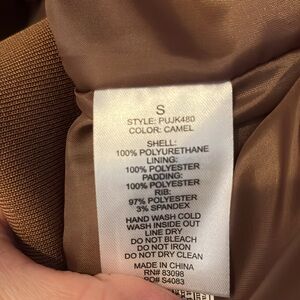 S
STYLE: PUJK480
COLOR: CAMEL
SHELL:
100% POLYURETHANE
LINING:
100% POLYESTER
PADDING:
100% POLYESTER
RIB:
97% POLYESTER
3% SPANDEX
HAND WASH COLD
WASH INSIDE OUT
LINE DRY
DO NOT BLEACH
DO NOT IRON
DO NOT DRY CLEAN
MADE IN CHINA
RN# 83098
PO# S4083